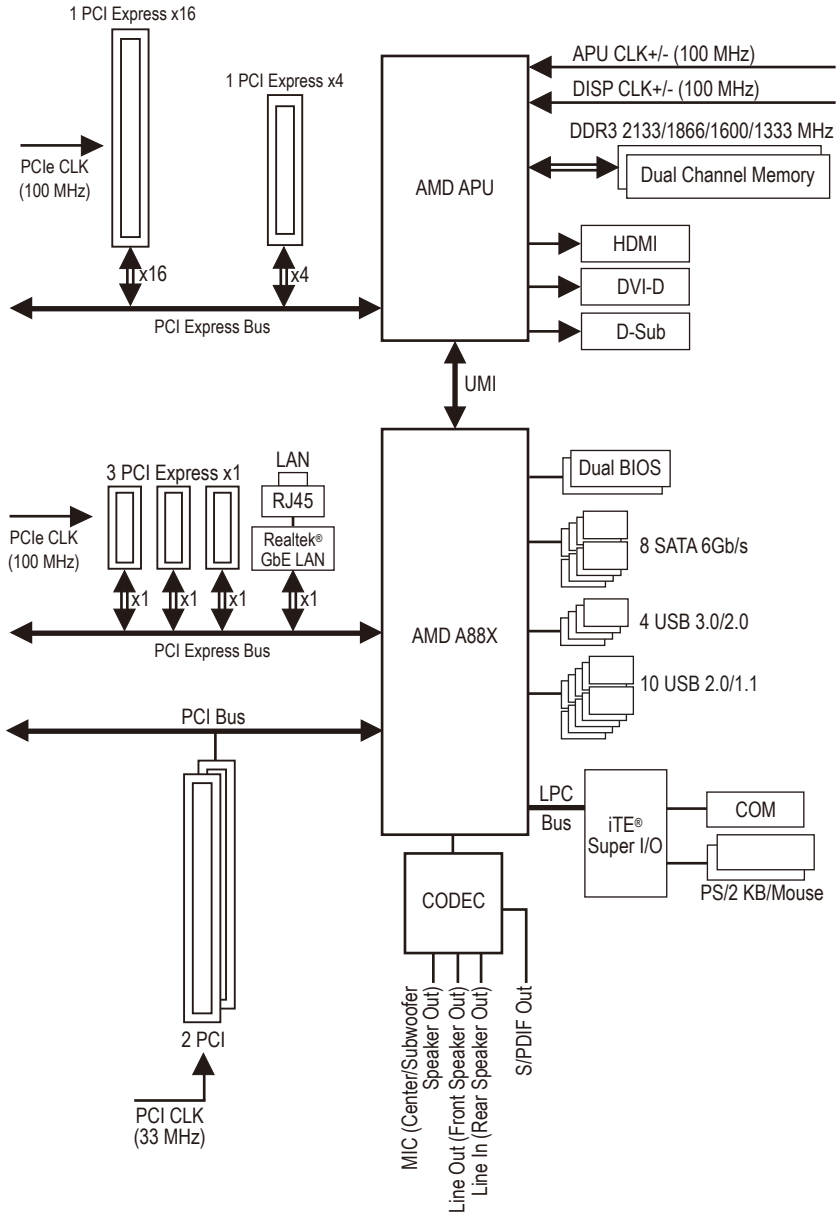 1 PCI Express x16
1 PCI Express x4
PCIe CLK
(100 MHz)
x16
x4
PCI Express Bus
AMD APU
APU CLK+/- (100 MHz)
DISP CLK+/- (100 MHz)
DDR3 2133/1866/1600/1333 MHz
Dual Channel Memory
HDMI
DVI-D
D-Sub
UMI
3 PCI Express x1
LAN
RJ45
Realtek®
GbE LAN
PCIe CLK
(100 MHz)
x1
x1
x1
x1
PCI Express Bus
AMD A88X
Dual BIOS
8 SATA 6Gb/s
4 USB 3.0/2.0
10 USB 2.0/1.1
PCI Bus
LPC
Bus
iTE®
Super I/O
COM
PS/2 KB/Mouse
CODEC
2 PCI
PCI CLK
(33 MHz)
MIC (Center/Subwoofer
Speaker Out)
Line Out (Front Speaker Out)
Line In (Rear Speaker Out)
S/PDIF Out